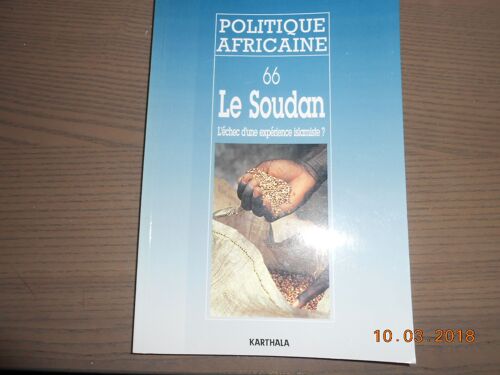 POLITIQUE
AFRICAINE
66
Le Soudan
L'échec d'une expérience islamiste ?
KARTHALA
10.03.2018